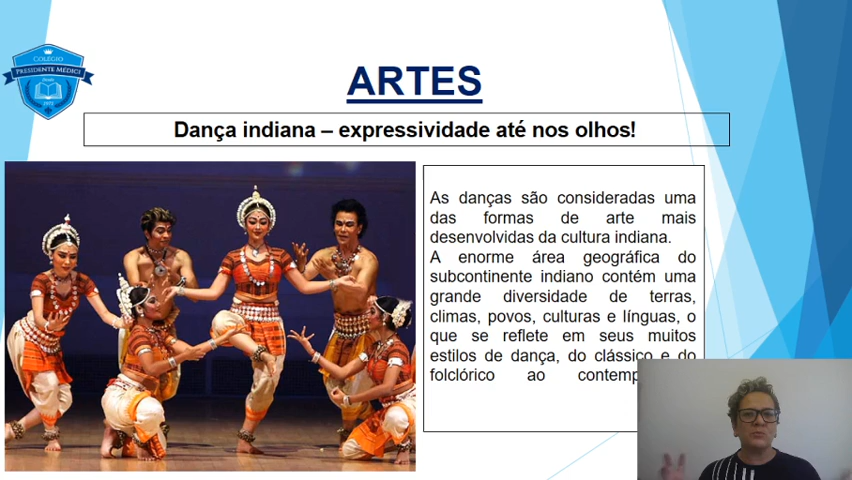 COLÉGIO
PRESIDENTE MÉDICI
ARTES
Dança indiana – expressividade até nos olhos!
As danças são consideradas uma
das formas de arte mais
desenvolvidas da cultura indiana.
A enorme área geográfica do
subcontinente indiano contém uma
grande diversidade de terras,
climas, povos, culturas e línguas, o
que se reflete em seus muitos
estilos de dança, do clássico e do
folclórico ao